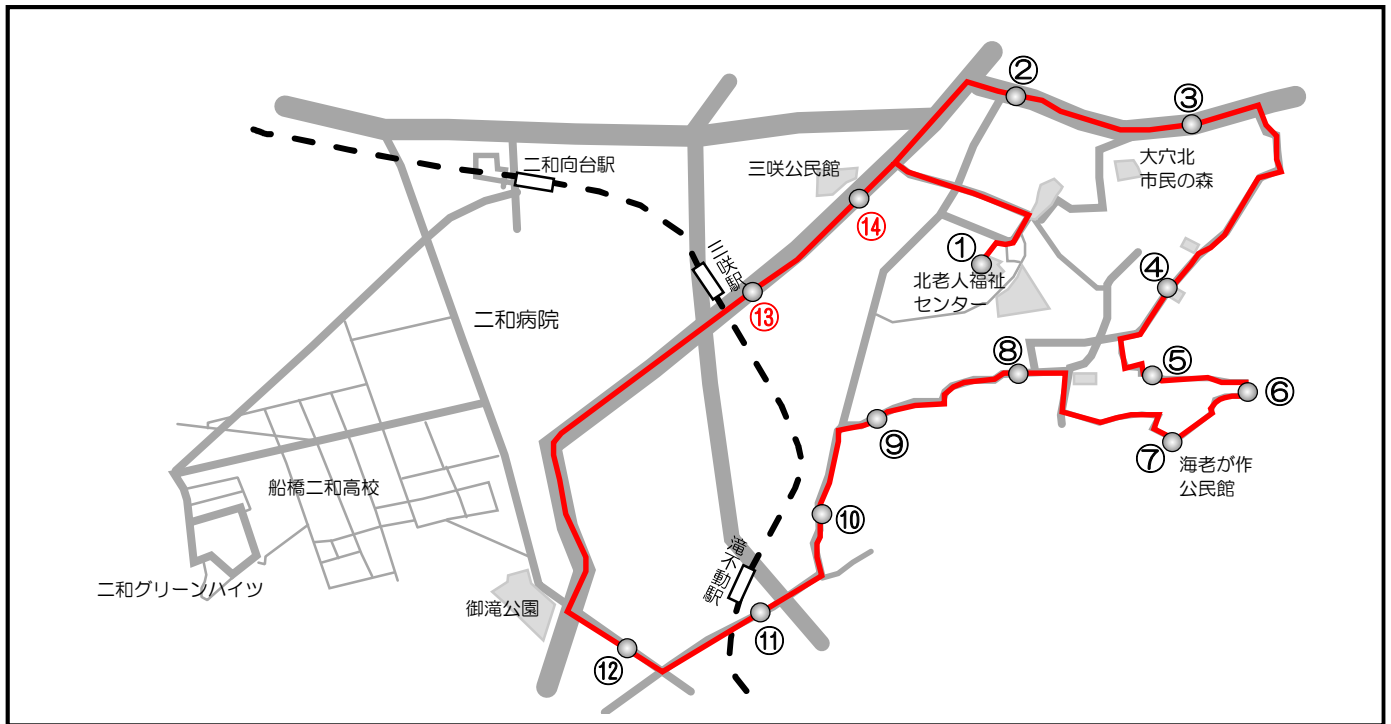 ②
③
二和向台駅
三咲公民館
大穴北
市民の森
⑭
①
三咲駅
北老人福祉
センター
④
⑬
二和病院
⑧
⑤
⑥
⑨
⑦
海老が作
公民館
船橋二和高校
⑩
滝不動駅
二和グリーンハイツ
御滝公園
⑪
⑫